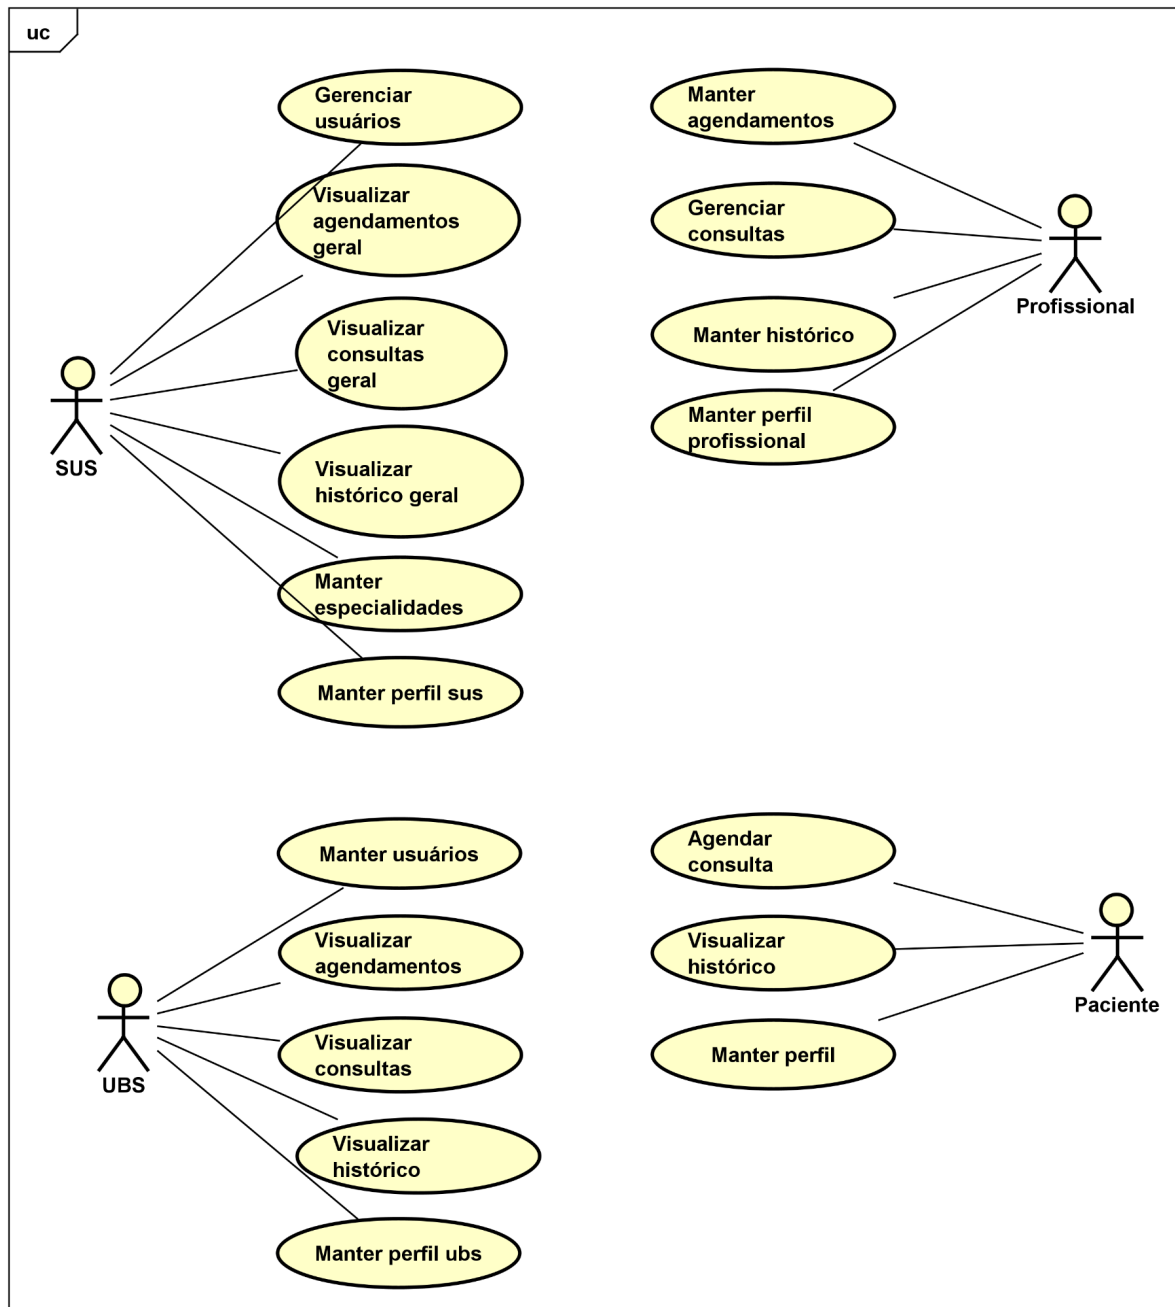 uc
Gerenciar
usuários
Visualizar
agendamentos
geral
Visualizar
consultas
geral
SUS
Visualizar
histórico geral
Manter
especialidades
Manter perfil sus
Manter
agendamentos
Gerenciar
consultas
Profissional
Manter histórico
Manter perfil
profissional
Manter usuários
Visualizar
agendamentos
UBS
Visualizar
consultas
Visualizar
histórico
Manter perfil ubs
Agendar
consulta
Visualizar
histórico
Paciente
Manter perfil